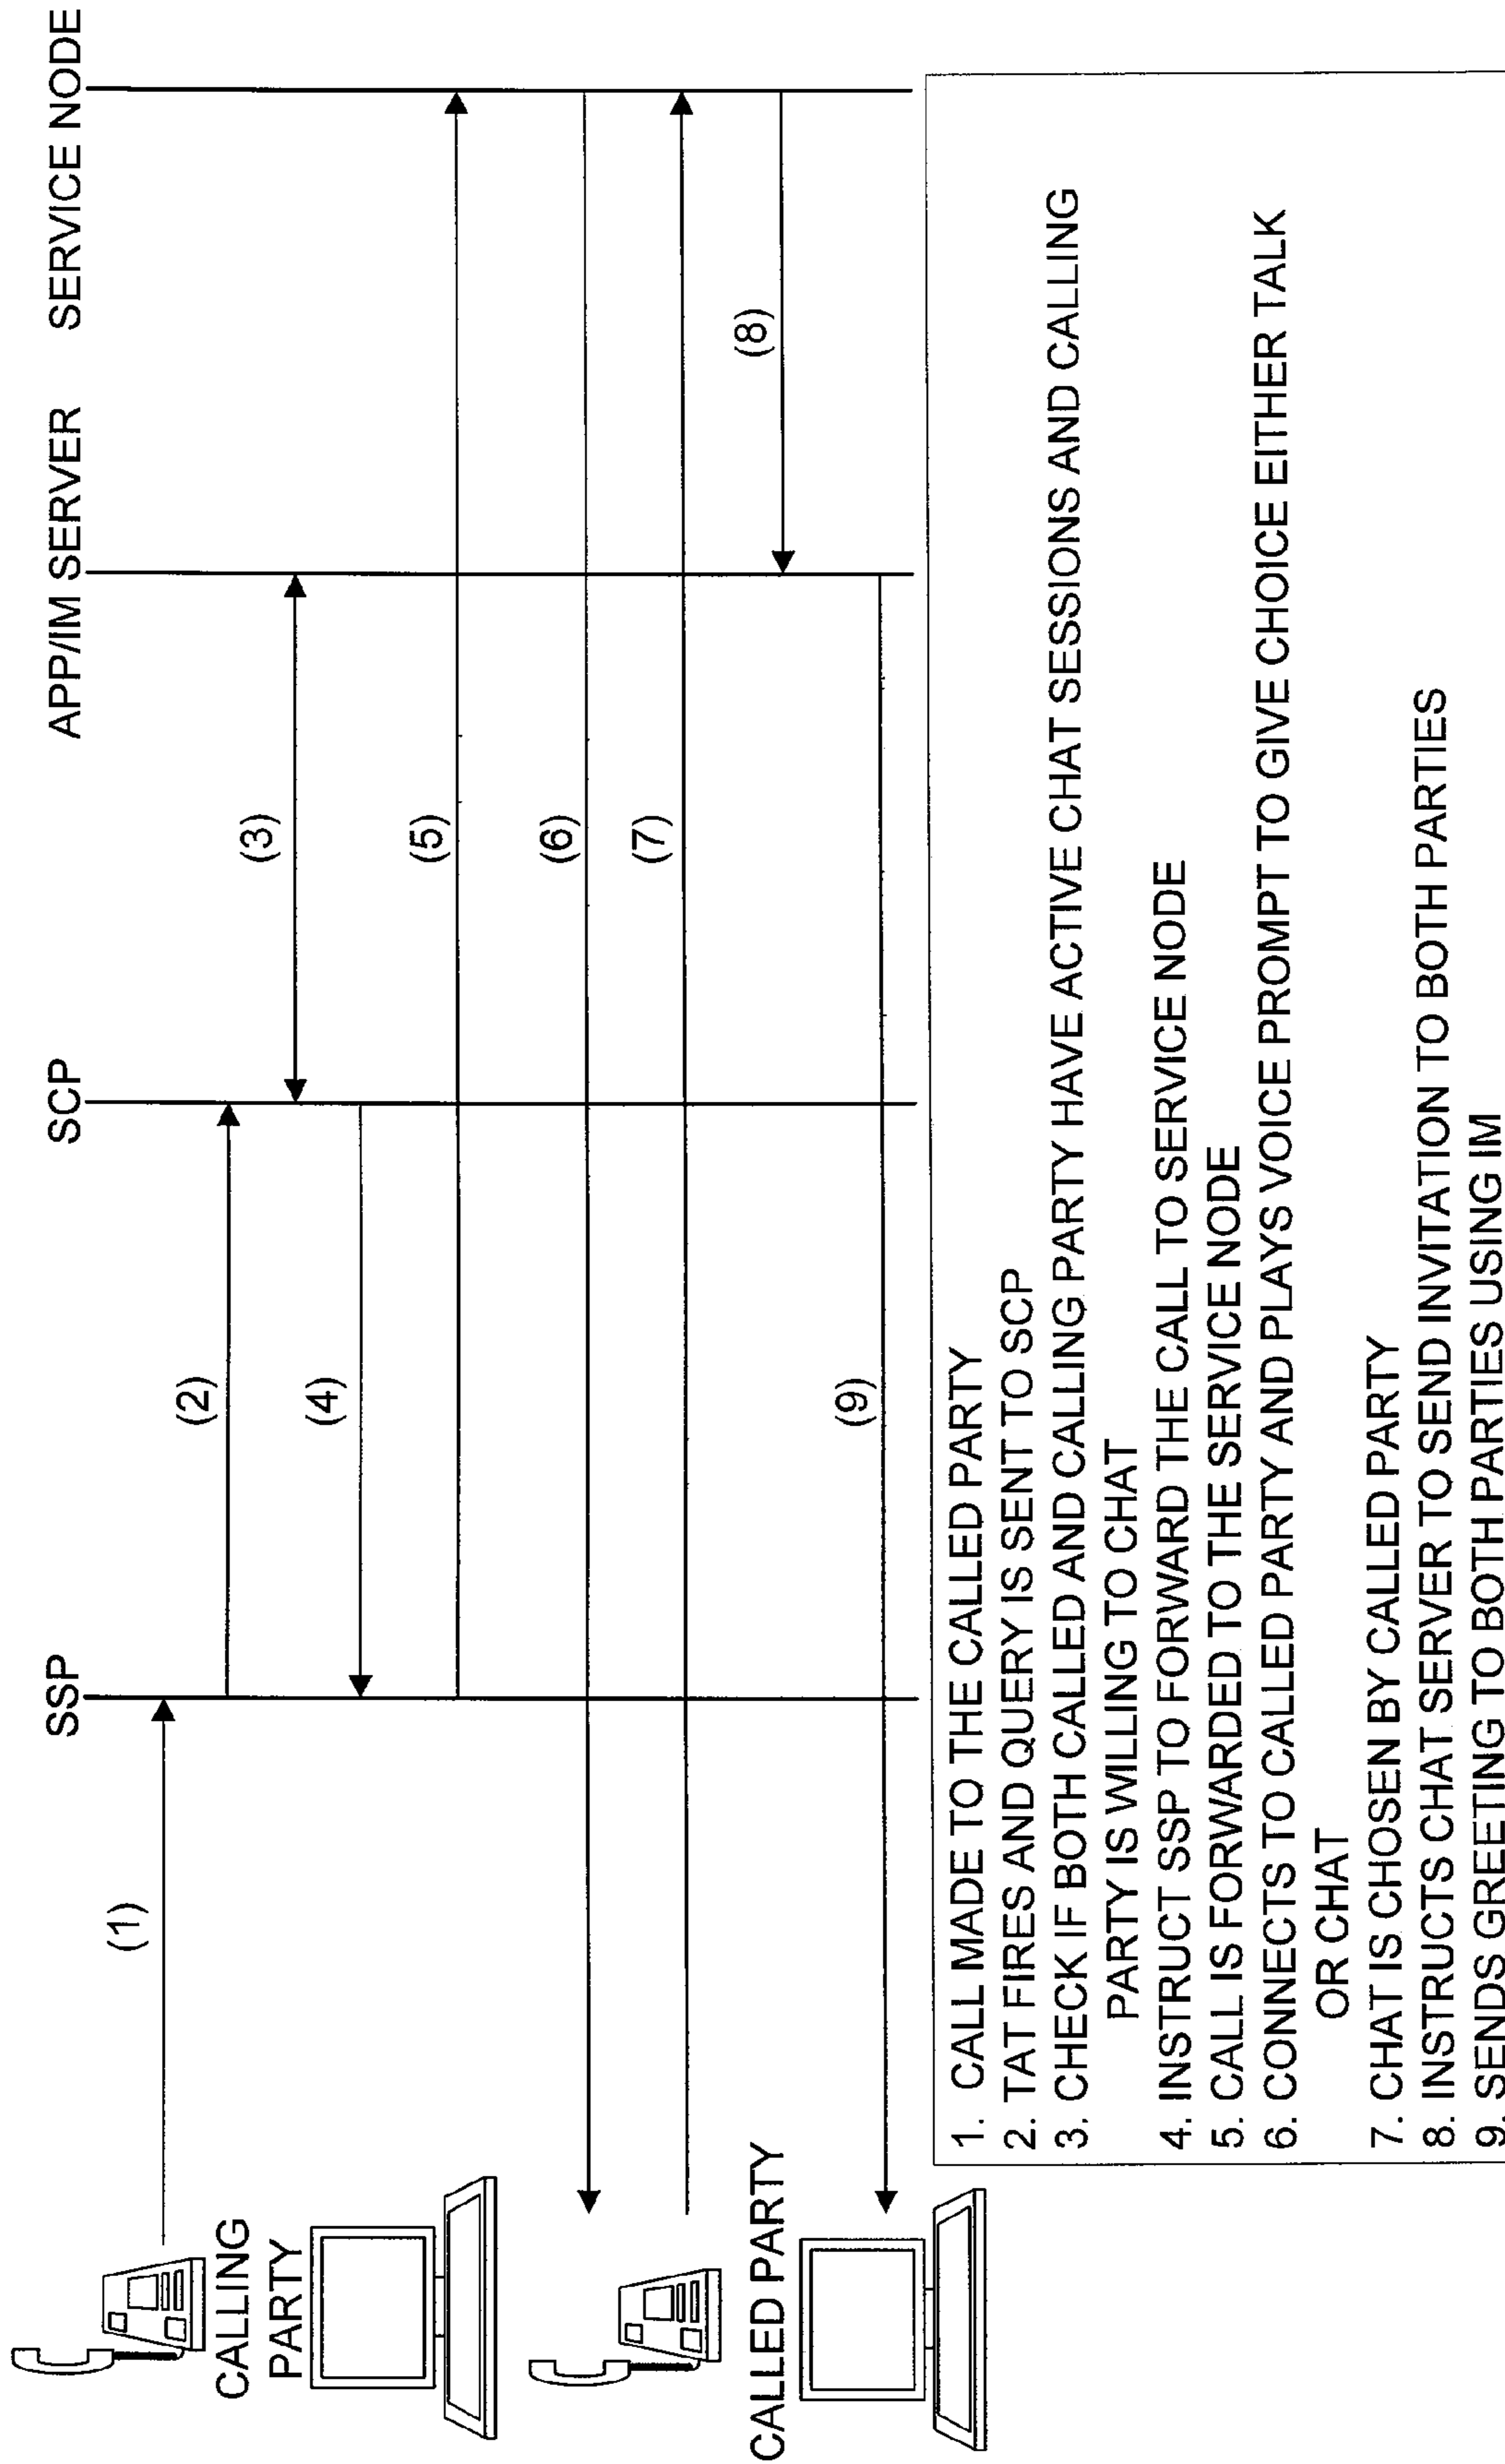 SSP
SCP
APP/IM SERVER
SERVICE NODE
(1)
CALLING
PARTY
(2)
(3)
(4)
(5)
(6)
(7)
CALLED PARTY
(8)
(9)
1. CALL MADE TO THE CALLED PARTY
2. TAT FIRES AND QUERY IS SENT TO SCP
3. CHECK IF BOTH CALLED AND CALLING PARTY HAVE ACTIVE CHAT SESSIONS AND CALLING
PARTY IS WILLING TO CHAT
4. INSTRUCT SSP TO FORWARD THE CALL TO SERVICE NODE
5. CALL IS FORWARDED TO THE SERVICE NODE
6. CONNECTS TO CALLED PARTY AND PLAYS VOICE PROMPT TO GIVE CHOICE EITHER TALK
OR CHAT
7. CHAT IS CHOSEN BY CALLED PARTY
8. INSTRUCTS CHAT SERVER TO SEND INVITATION TO BOTH PARTIES
9. SENDS GREETING TO BOTH PARTIES USING IM